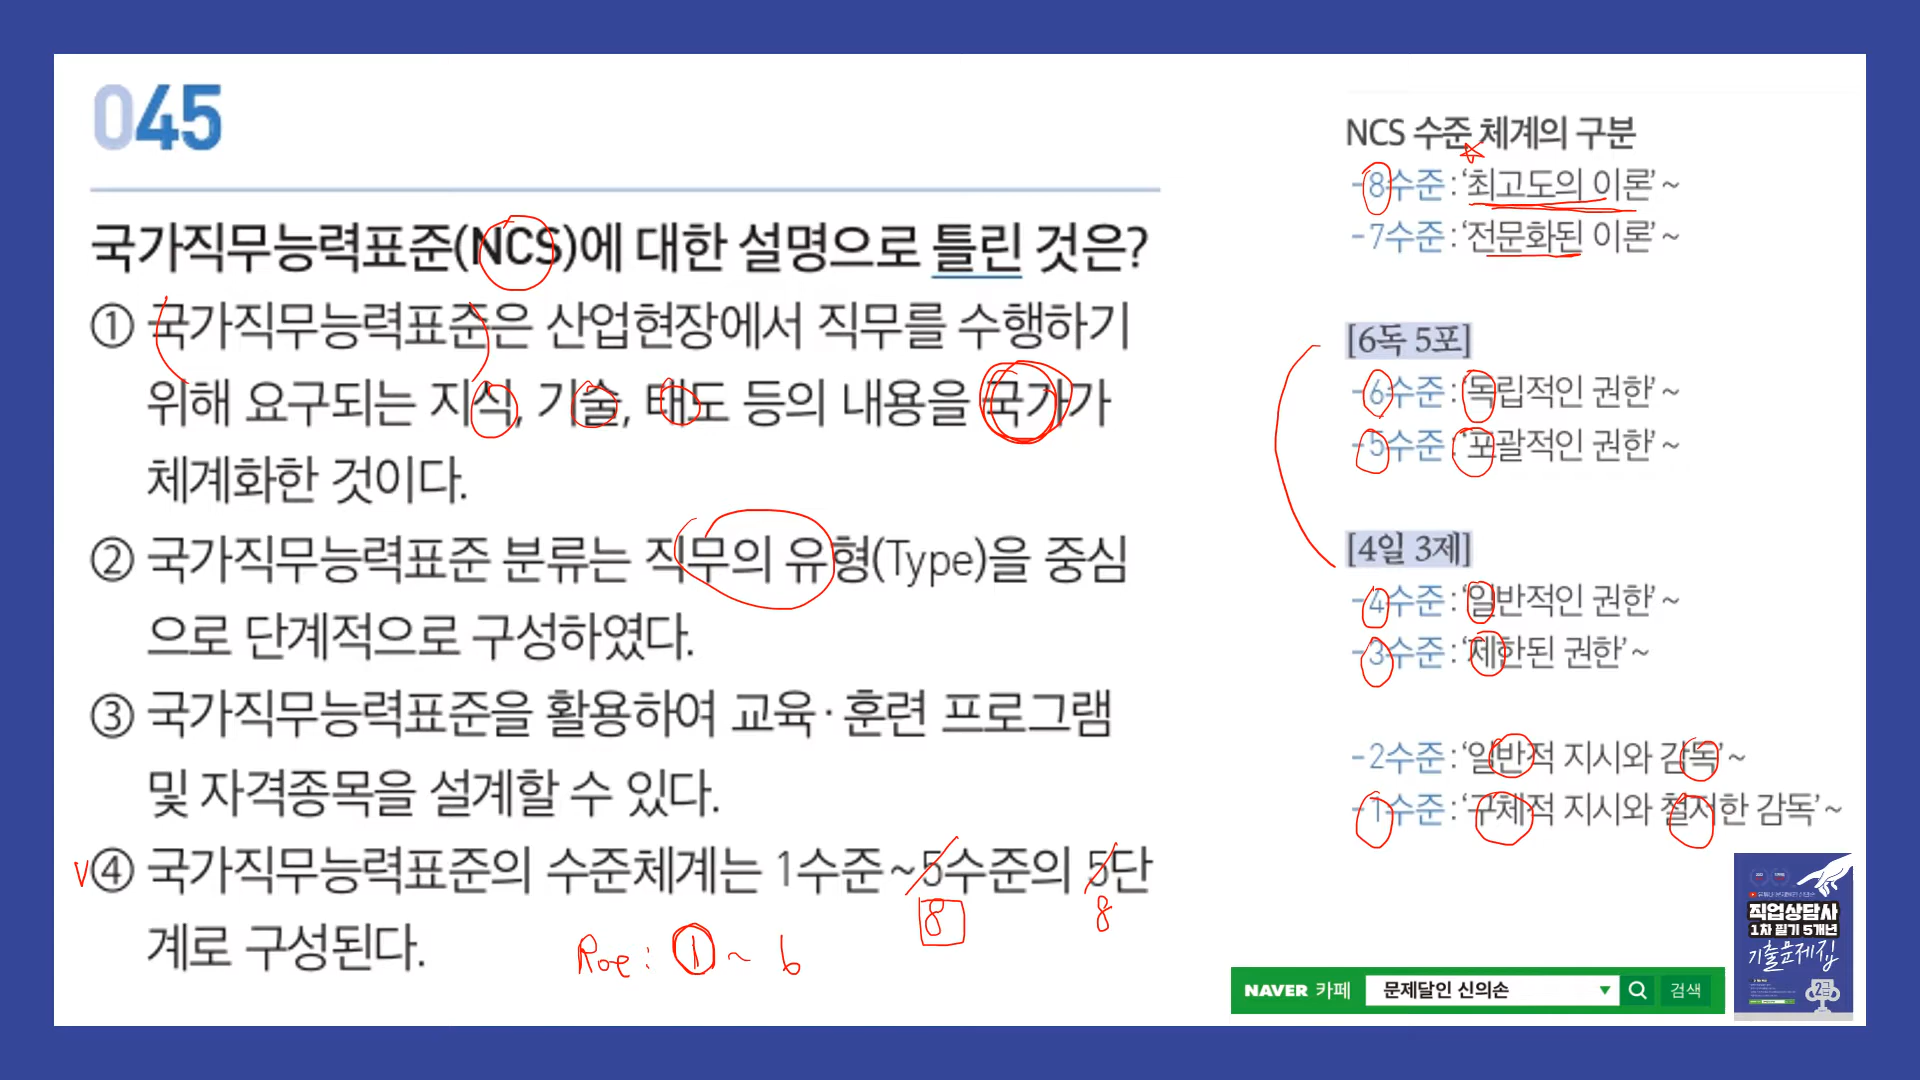 045
국가직무능력표준(NCS)에 대한 설명으로 틀린 것은?
① 국가직무능력표준은 산업현장에서 직무를 수행하기
위해 요구되는 지식, 기술, 태도 등의 내용을 국가가
체계화한 것이다.
② 국가직무능력표준 분류는 직무의 유형(Type)을 중심
으로 단계적으로 구성하였다.
③ 국가직무능력표준을 활용하여 교육·훈련 프로그램
및 자격종목을 설계할 수 있다.
V ④ 국가직무능력표준의 수준체계는 1수준~5수준의 5단
8 8
계로 구성된다.
Roe: ① ~ 6
NCS 수준 체계의 구분
-8수준 : '최고도의 이론' ~
-7수준 : '전문화된 이론' ~
[6독 5포]
-6수준 : '독립적인 권한' ~
-5수준 : '포괄적인 권한' ~
[4일 3제]
-4수준 : '일반적인 권한' ~
-3수준 : '제한된 권한' ~
-2수준 : '일반적 지시와 감독' ~
-1수준 : '구체적 지시와 철저한 감독' ~
직업상담사
1차 필기 5개년
기출문제집
2급
NAVER 카페 문제달인 신의손 검색